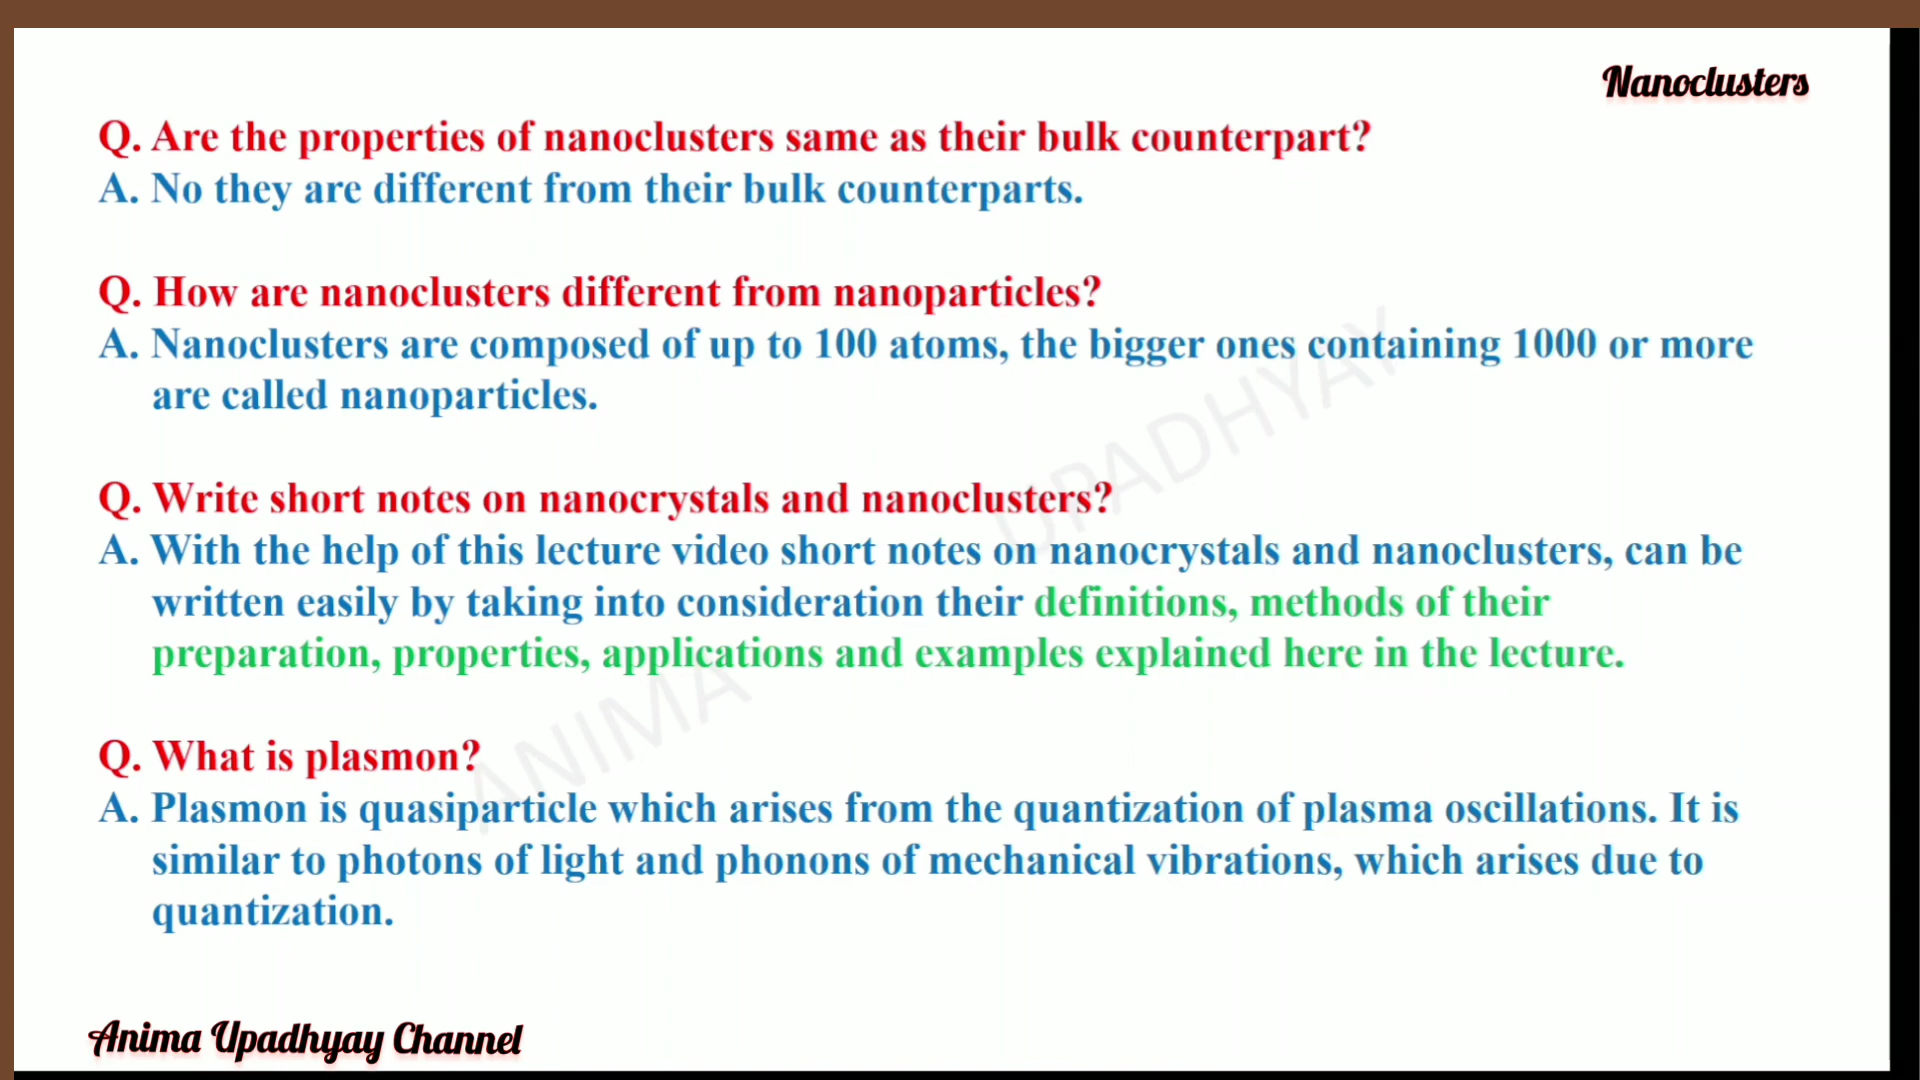 Nanoclusters
Q. Are the properties of nanoclusters same as their bulk counterpart?
A. No they are different from their bulk counterparts.
Q. How are nanoclusters different from nanoparticles?
A. Nanoclusters are composed of up to 100 atoms, the bigger ones containing 1000 or more
are called nanoparticles.
Q. Write short notes on nanocrystals and nanoclusters?
A. With the help of this lecture video short notes on nanocrystals and nanoclusters, can be
written easily by taking into consideration their definitions, methods of their
preparation, properties, applications and examples explained here in the lecture.
Q. What is plasmon?
A. Plasmon is quasiparticle which arises from the quantization of plasma oscillations. It is
similar to photons of light and phonons of mechanical vibrations, which arises due to
quantization.
ANIMA UPADHYAY
Anima Upadhyay Channel